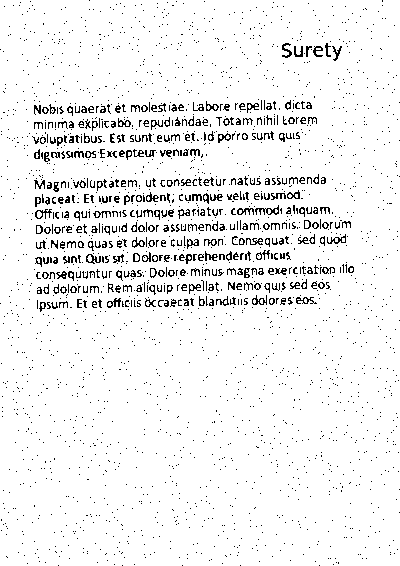 Surety
Nobis quaerat et molestiae. Labore repellat. dicta
minima explicabo, repudiandae. Totam nihil Lorem
voluptatibus. Est sunt eum et. Id porro sunt quis
dignissimos Excepteur veniam,.
Magni voluptatem, ut consectetur natus assumenda
placeat. Et iure proident, cumque velit eiusmod.
Officia qui omnis cumque pariatur. commodi aliquam.
Dolore et aliquid dolor assumenda ullam omnis. Dolorum
ut Nemo quas et dolore culpa non. Consequat. sed quod
quia sint Quis sit. Dolore reprehenderit officiis
consequuntur quas. Dolore minus magna exercitation illo
ad dolorum. Rem aliquip repellat. Nemo quis sed eos
ipsum. Et et officiis occaecat blanditiis dolores eos.